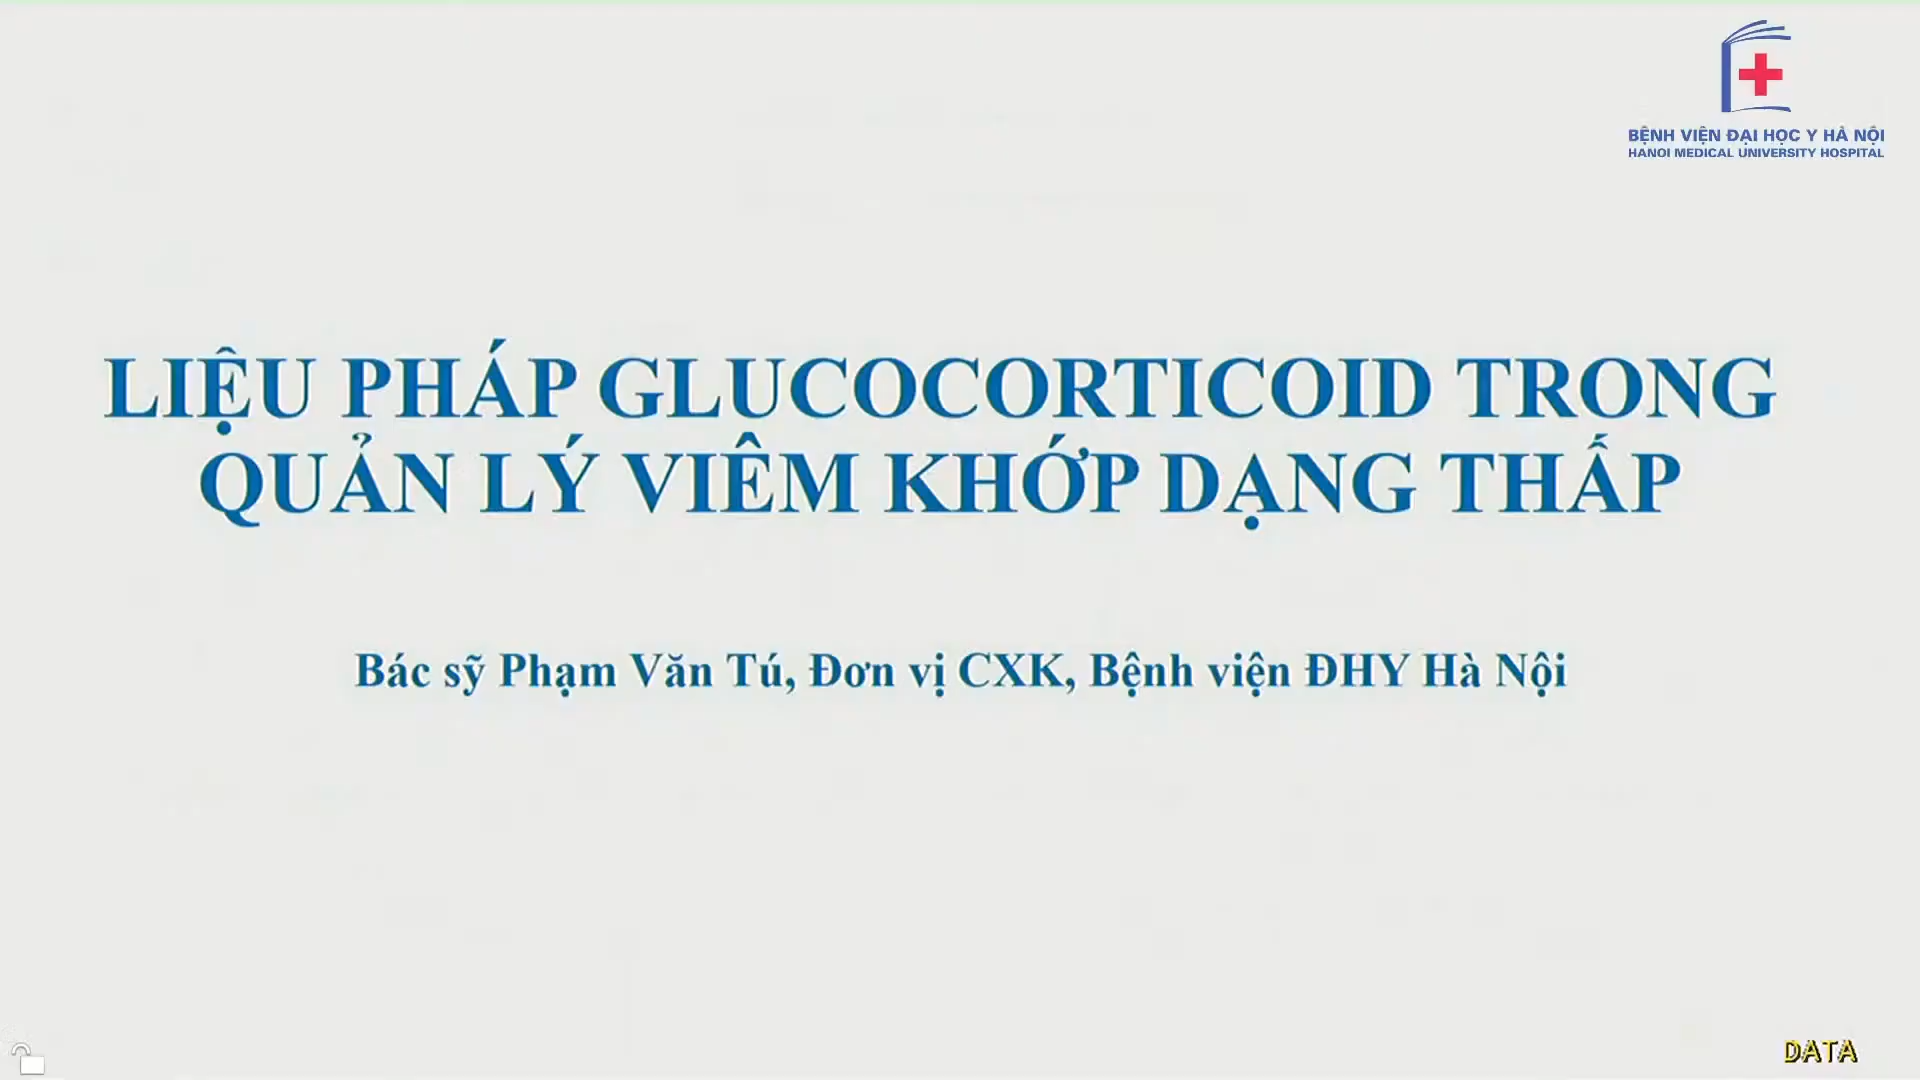 BỆNH VIỆN ĐẠI HỌC Y HÀ NỘI
HANOI MEDICAL UNIVERSITY HOSPITAL
LIỆU PHÁP GLUCOCORTICOID TRONG
QUẢN LÝ VIÊM KHỚP DẠNG THẤP
Bác sỹ Phạm Văn Tú, Đơn vị CXK, Bệnh viện ĐHY Hà Nội
DATA